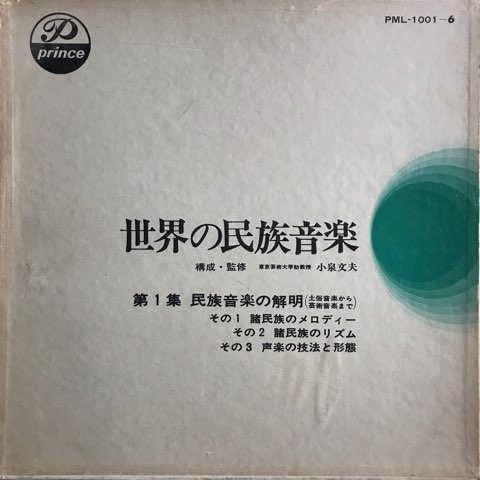 P
prince
PML-1001~6
世界の民族音楽
構成・監修 東京芸術大学助教授 小泉文夫
第1集 民族音楽の解明(土俗音楽から芸術音楽まで)
その1 諸民族のメロディー
その2 諸民族のリズム
その3 声楽の技法と形態